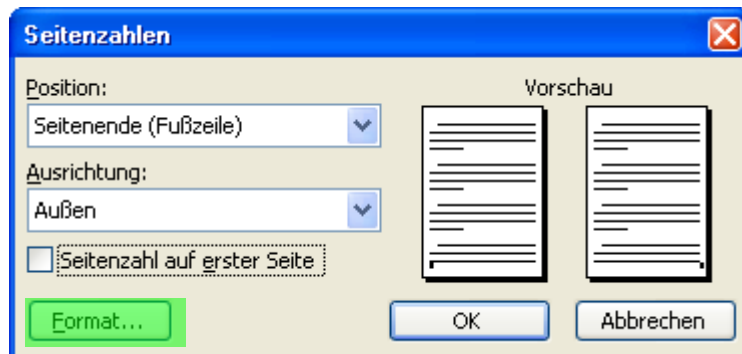 Seitenzahlen
Position:
Seitenende (Fußzeile)
Ausrichtung:
Außen
Seitenzahl auf erster Seite
Vorschau
Format...
OK
Abbrechen